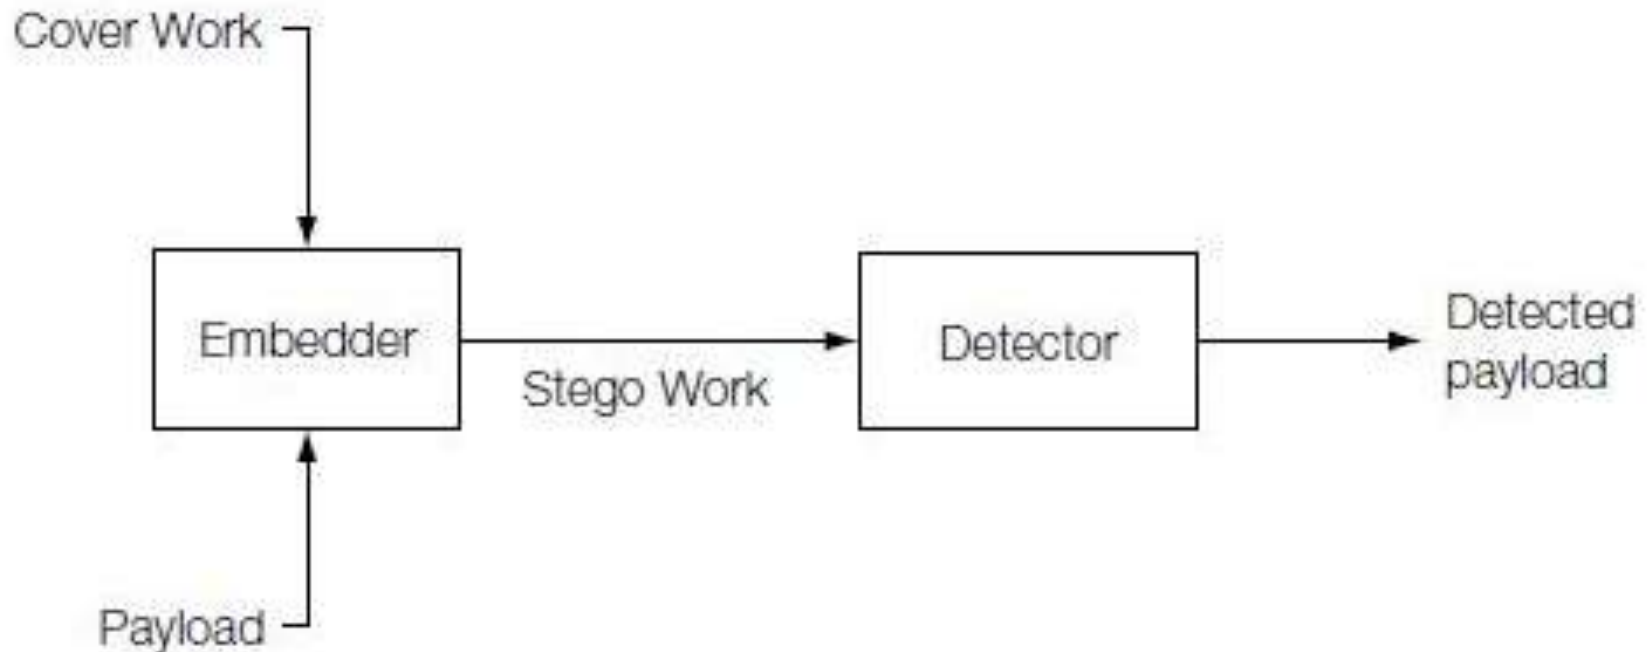 Cover Work
Embedder
Stego Work
Detector
Detected
payload
Payload